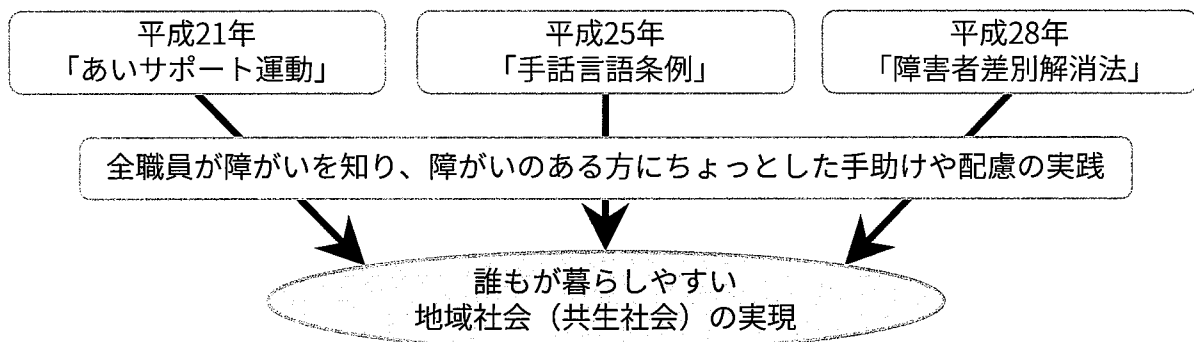 平成21年
「あいサポート運動」
平成25年
「手話言語条例」
平成28年
「障害者差別解消法」
全職員が障がいを知り、障がいのある方にちょっとした手助けや配慮の実践
誰もが暮らしやすい
地域社会（共生社会）の実現